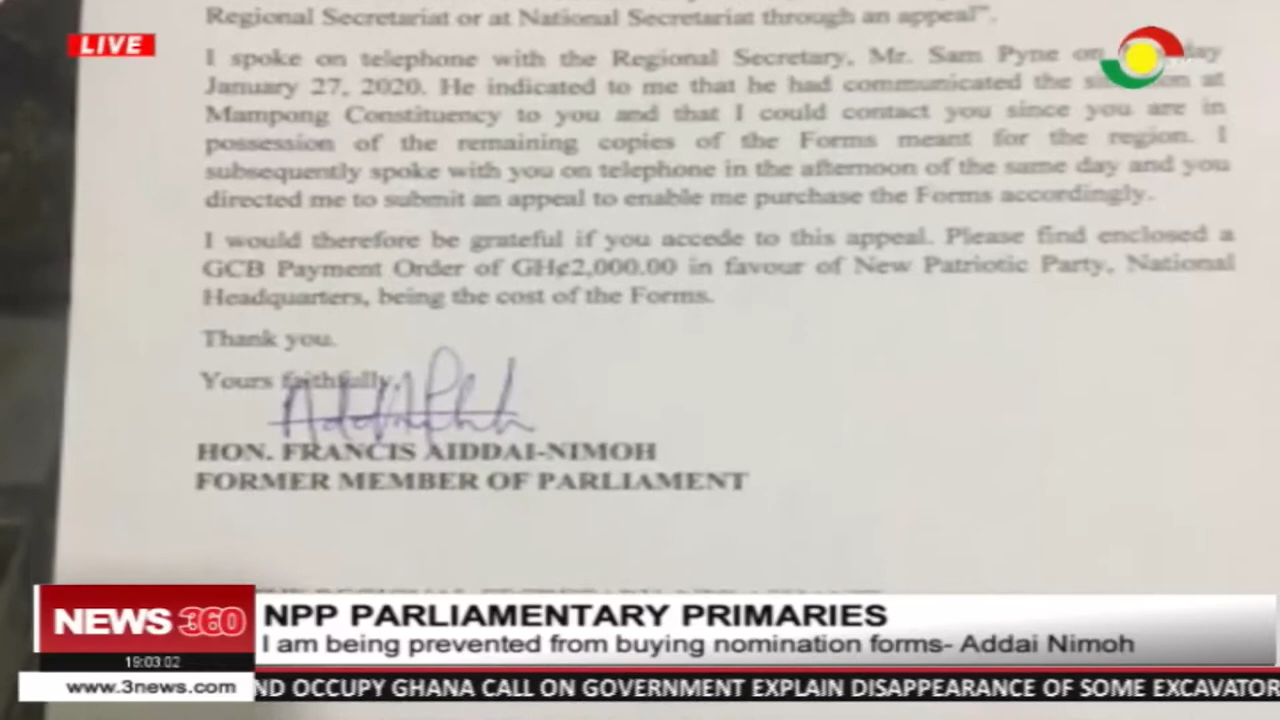 Regional Secretariat or at National Secretariat through an appeal".
LIVE
I spoke on telephone with the Regional Secretary, Mr. Sam Pyne on
January 27, 2020. He indicated to me that he had communicated the at
Mampong Constituency to you and that I could contact you since you are in
possession of the remaining copies of the Forms meant for the region. I
subsequently spoke with you on telephone in the afternoon of the same day and you
directed me to submit an appeal to enable me purchase the Forms accordingly.
I would therefore be grateful if you accede to this appeal. Please find enclosed a
GCB Payment Order of GH¢2,000.00 in favour of New Patriotic Party, National
Headquarters, being the cost of the Forms.
Thank you.
Yours faithfully,
HON. FRANCIS AIDDAI-NIMOH
FORMER MEMBER OF PARLIAMENT
NEWS 360
NPP PARLIAMENTARY PRIMARIES
I am being prevented from buying nomination forms- Addai Nimoh
19:03:02
www.3news.com
ND OCCUPY GHANA CALL ON GOVERNMENT EXPLAIN DISAPPEARANCE OF SOME EXCAVATOR